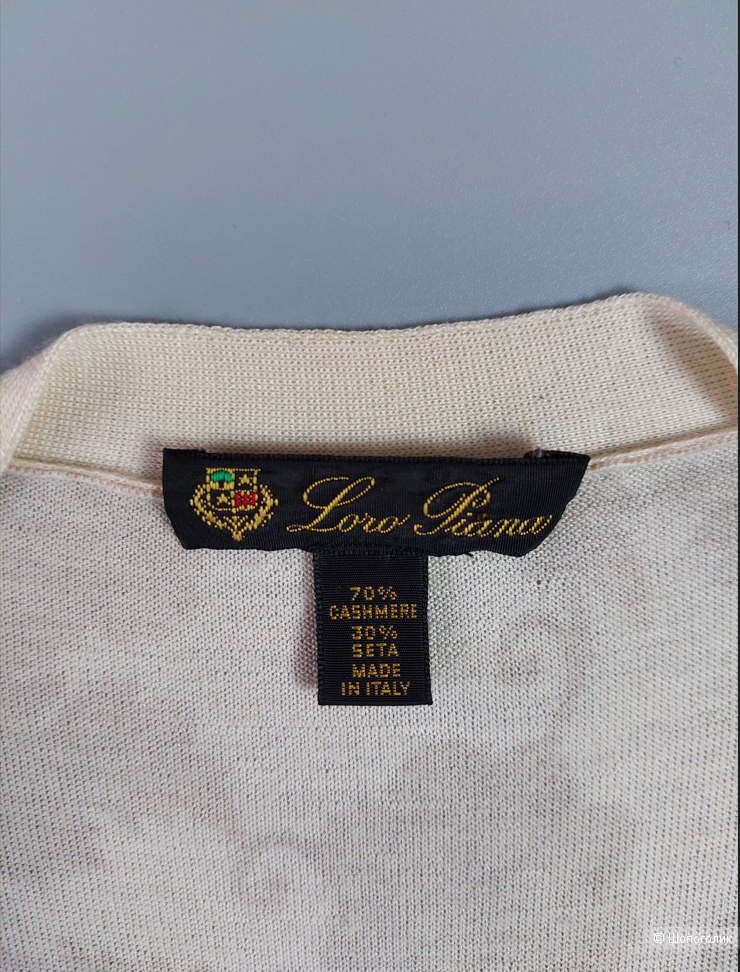 Loro Piana
70%
CASHMERE
30%
SETA
MADE
IN ITALY
© Шопоголик